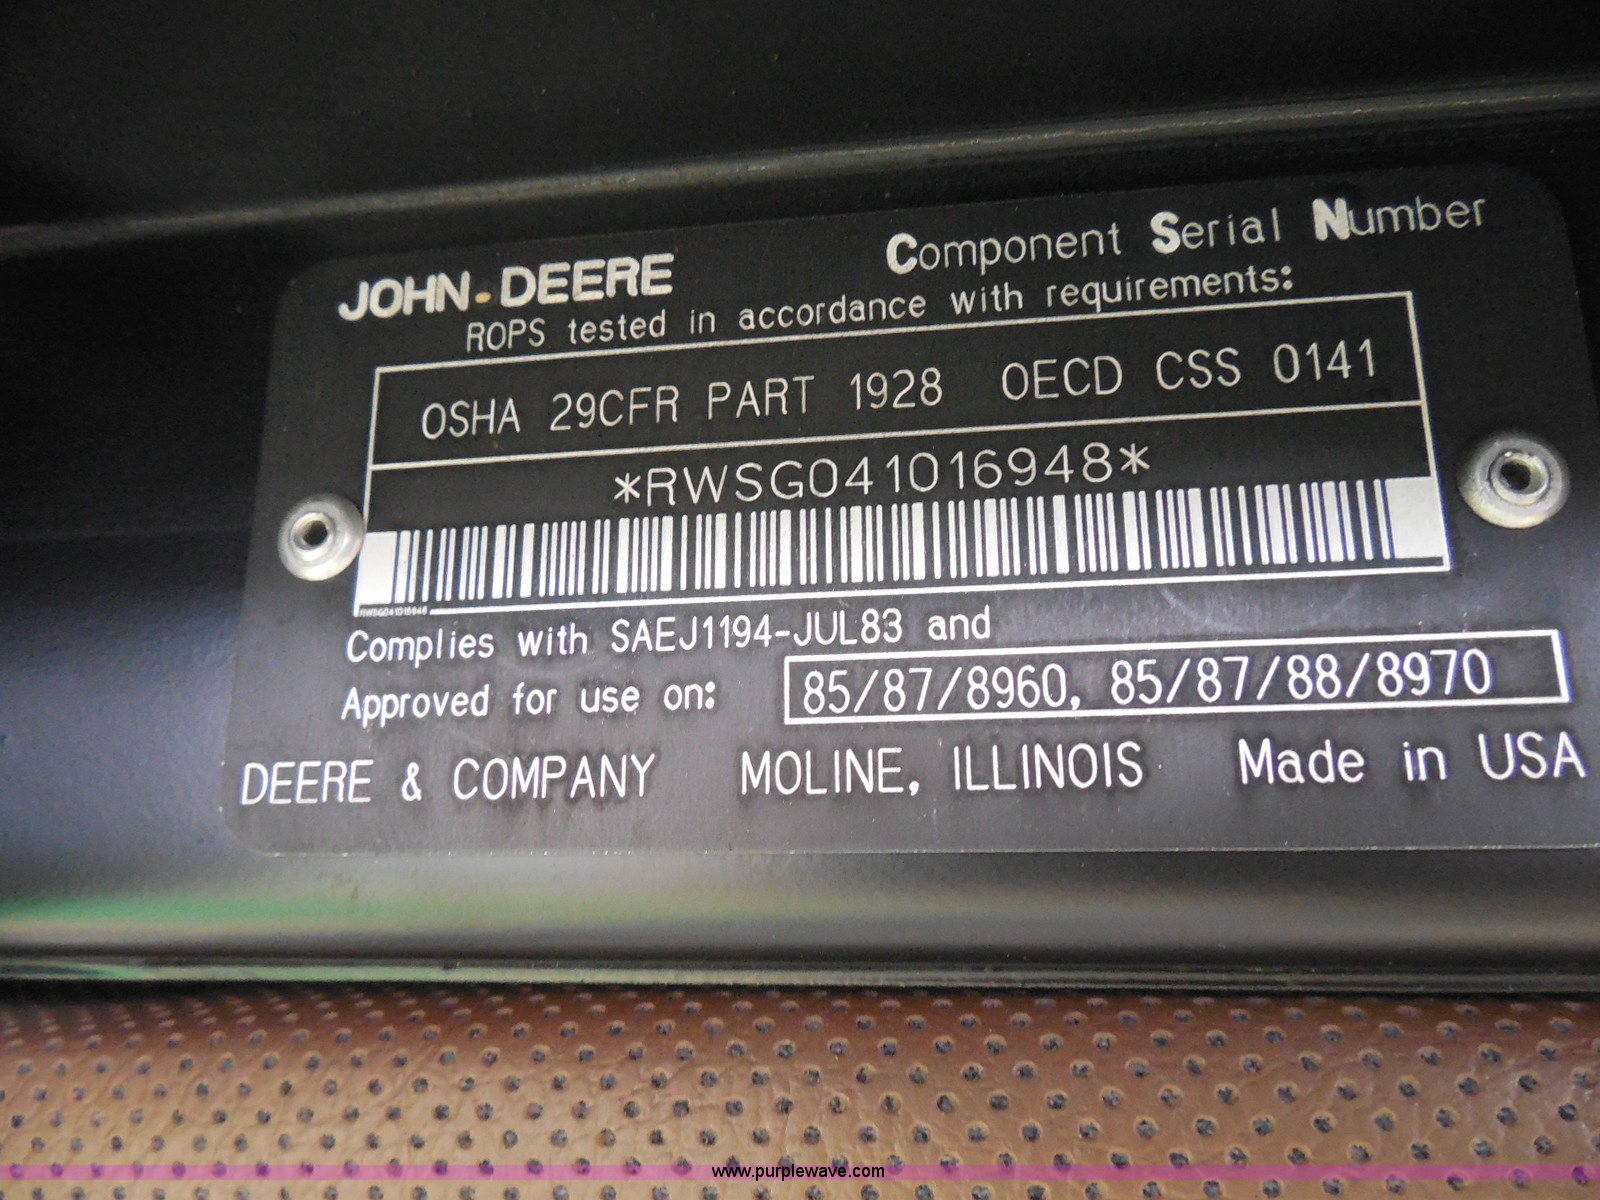 JOHN·DEERE Component Serial Number
ROPS tested in accordance with requirements:
OSHA 29CFR PART 1928 OECD CSS 0141
*RWSG041016948*
RWSG041016948
Complies with SAEJ1194-JUL83 and
Approved for use on: 85/87/8960, 85/87/88/8970
DEERE & COMPANY MOLINE, ILLINOIS Made in USA
www.purplewave.com